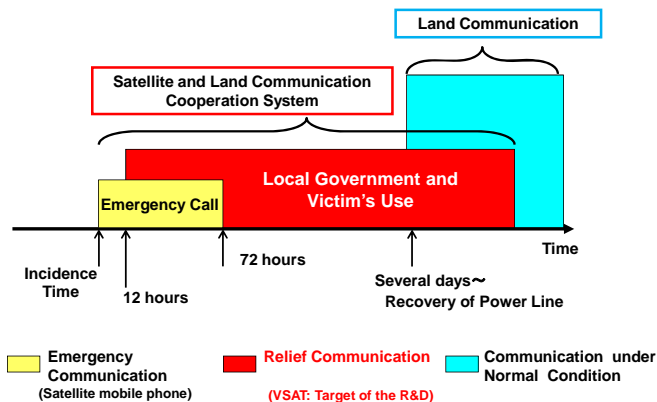 Land Communication
Satellite and Land Communication
Cooperation System
Local Government and
Victim's Use
Emergency Call
Time
Incidence
Time
12 hours
72 hours
Several days～
Recovery of Power Line
Emergency
Communication
(Satellite mobile phone)
Relief Communication
(VSAT: Target of the R&D)
Communication under
Normal Condition